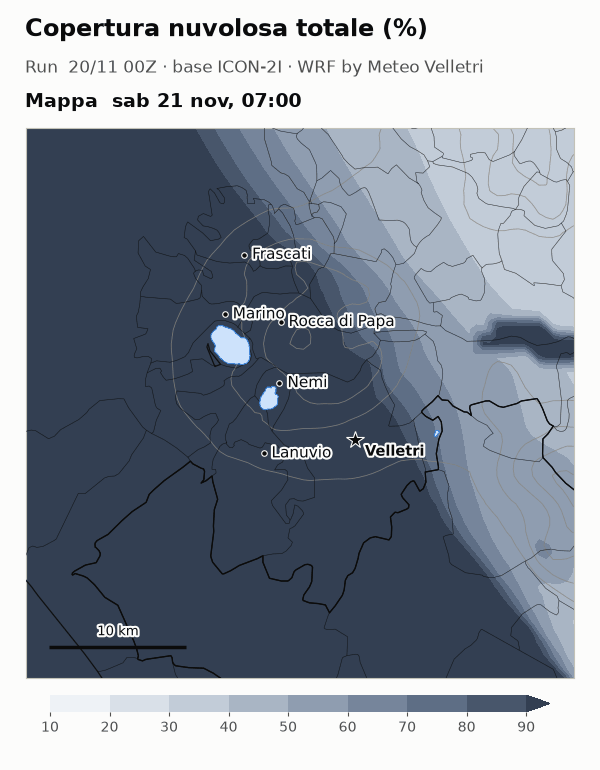 Copertura nuvolosa totale (%)
Run  20/11 00Z · base ICON-2I · WRF by Meteo Velletri
Mappa  sab 21 nov, 07:00
Frascati
Marino
Rocca di Papa
Nemi
Velletri
Lanuvio
10 km
10 20 30 40 50 60 70 80 90